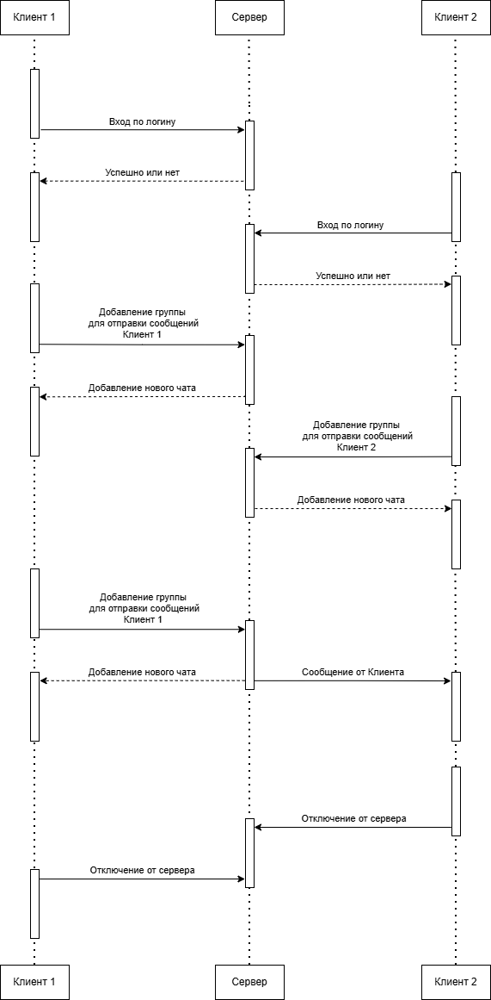 Клиент 1
Сервер
Клиент 2
Вход по логину
Успешно или нет
Вход по логину
Успешно или нет
Добавление группы
для отправки сообщений
Клиент 1
Добавление нового чата
Добавление группы
для отправки сообщений
Клиент 2
Добавление нового чата
Добавление группы
для отправки сообщений
Клиент 1
Добавление нового чата
Сообщение от Клиента
Отключение от сервера
Отключение от сервера
Клиент 1
Сервер
Клиент 2